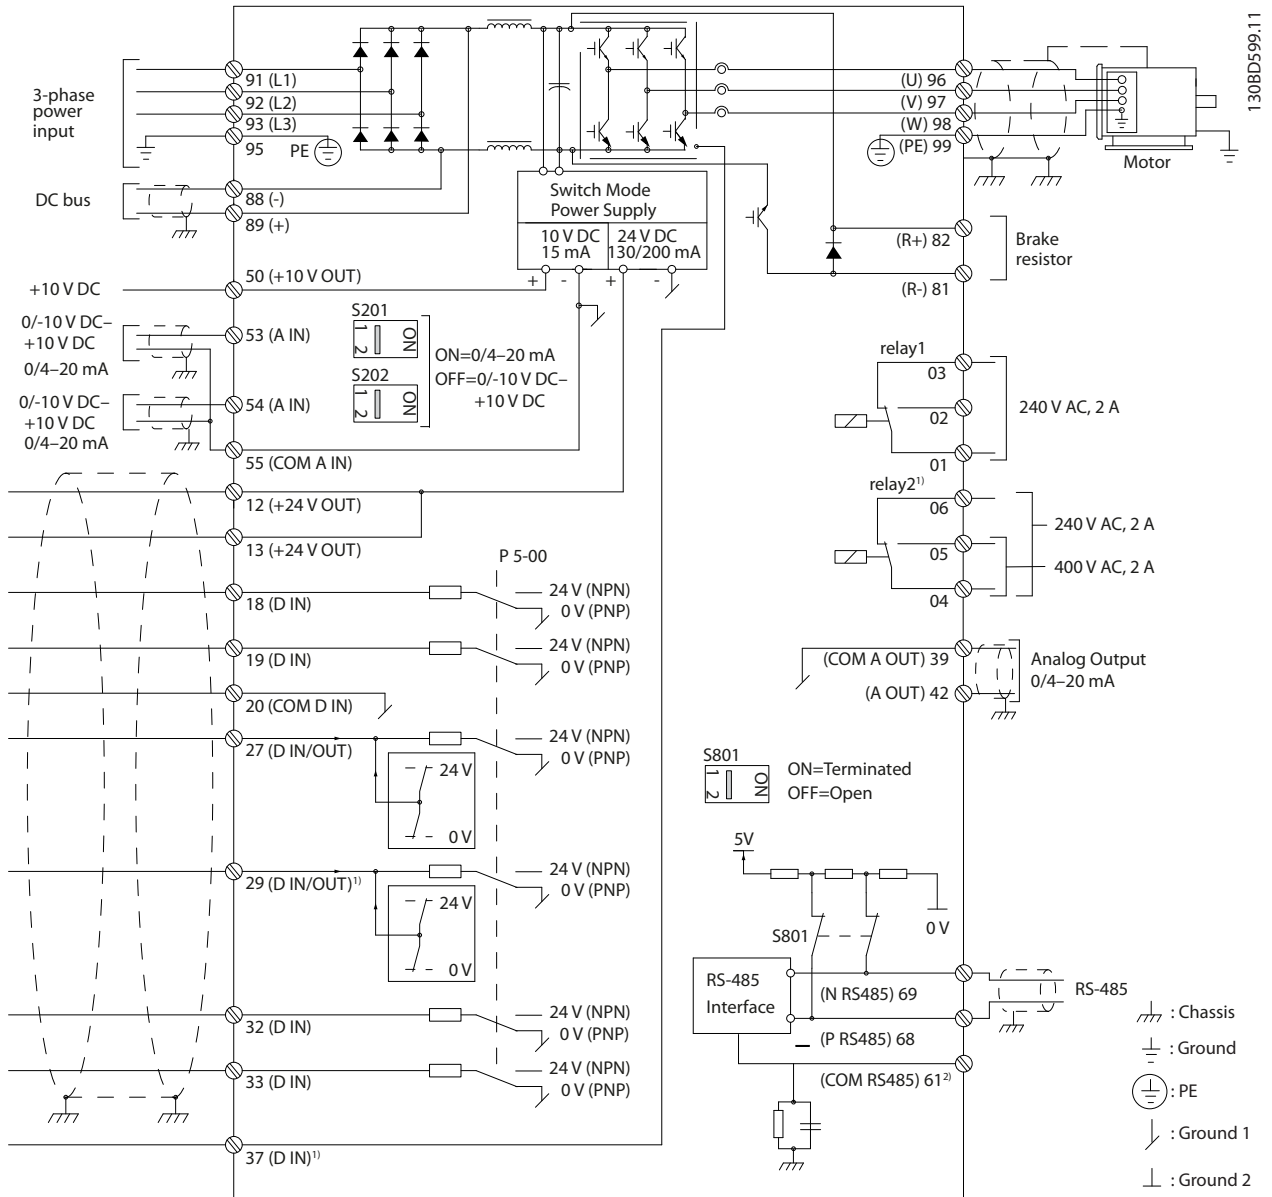 130BD599.11
3-phase
power
input
91 (L1)
92 (L2)
93 (L3)
95
PE
DC bus
88 (-)
89 (+)
+10 V DC
50 (+10 V OUT)
0/-10 V DC–
+10 V DC
0/4–20 mA
53 (A IN)
0/-10 V DC–
+10 V DC
0/4–20 mA
54 (A IN)
55 (COM A IN)
12 (+24 V OUT)
13 (+24 V OUT)
18 (D IN)
19 (D IN)
20 (COM D IN)
27 (D IN/OUT)
24 V
0 V
29 (D IN/OUT)1)
24 V
0 V
32 (D IN)
33 (D IN)
37 (D IN)1)
Switch Mode
Power Supply
10 V DC
15 mA
24 V DC
130/200 mA
+ - + -
S201
1 2
ON
S202
1 2
ON
ON=0/4–20 mA
OFF=0/-10 V DC–
+10 V DC
P 5-00
24 V (NPN)
0 V (PNP)
24 V (NPN)
0 V (PNP)
24 V (NPN)
0 V (PNP)
24 V (NPN)
0 V (PNP)
24 V (NPN)
0 V (PNP)
24 V (NPN)
0 V (PNP)
(U) 96
(V) 97
(W) 98
(PE) 99
Motor
(R+) 82
(R-) 81
Brake
resistor
relay1
03
02
01
240 V AC, 2 A
relay21)
06
05
04
240 V AC, 2 A
400 V AC, 2 A
(COM A OUT) 39
(A OUT) 42
Analog Output
0/4–20 mA
S801
1 2
ON
ON=Terminated
OFF=Open
5V
0 V
S801
RS-485
Interface
(N RS485) 69
(P RS485) 68
(COM RS485) 612)
RS-485
: Chassis
: Ground
: PE
: Ground 1
: Ground 2